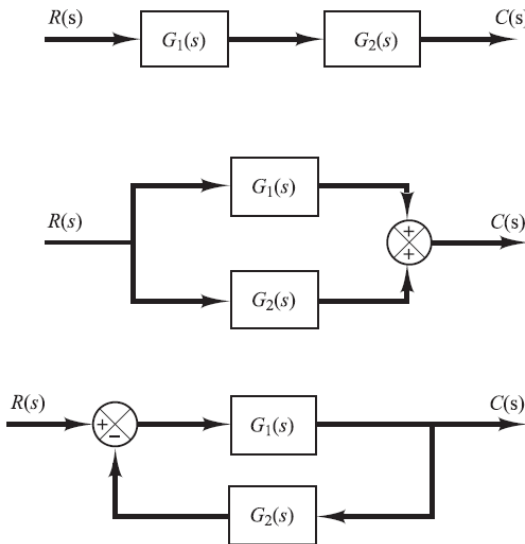 R(s) G₁(s) G₂(s) C(s)
G₁(s)
R(s) + + C(s)
G₂(s)
R(s) + − G₁(s) C(s)
G₂(s)